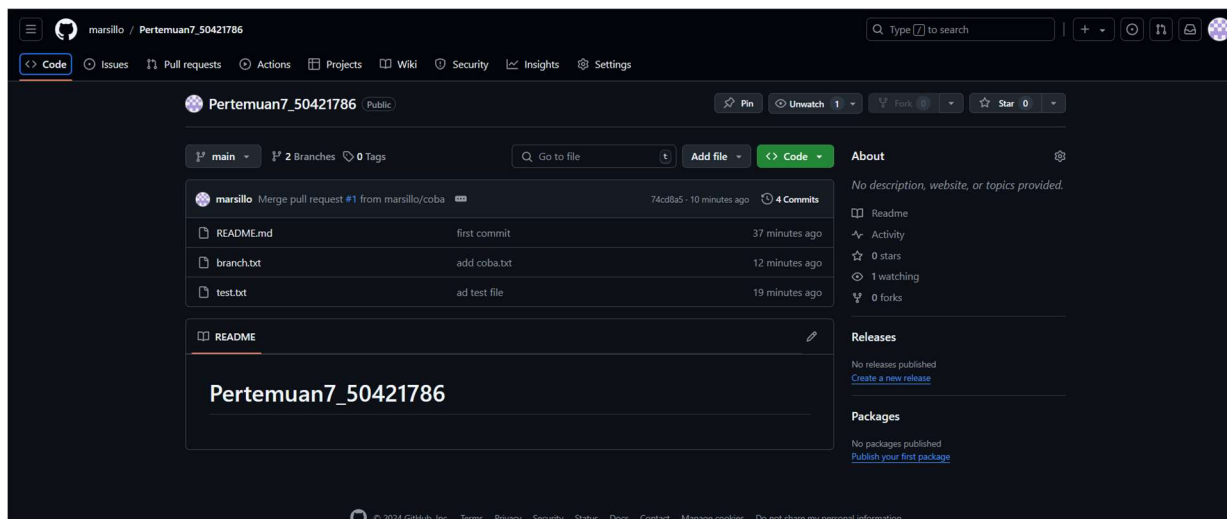 marsillo / Pertemuan7_50421786
Type / to search
Code Issues Pull requests Actions Projects Wiki Security Insights Settings
Pertemuan7_50421786 Public
Pin Unwatch 1 Fork 0 Star 0
main 2 Branches 0 Tags Go to file t Add file Code
marsillo Merge pull request #1 from marsillo/coba 74cd8a5 · 10 minutes ago 4 Commits
README.md first commit 37 minutes ago
branch.txt add coba.txt 12 minutes ago
test.txt ad test file 19 minutes ago
README
Pertemuan7_50421786
About
No description, website, or topics provided.
Readme
Activity
0 stars
1 watching
0 forks
Releases
No releases published
Create a new release
Packages
No packages published
Publish your first package
© 2024 GitHub, Inc. Terms Privacy Security Status Docs Contact Manage cookies Do not share my personal information